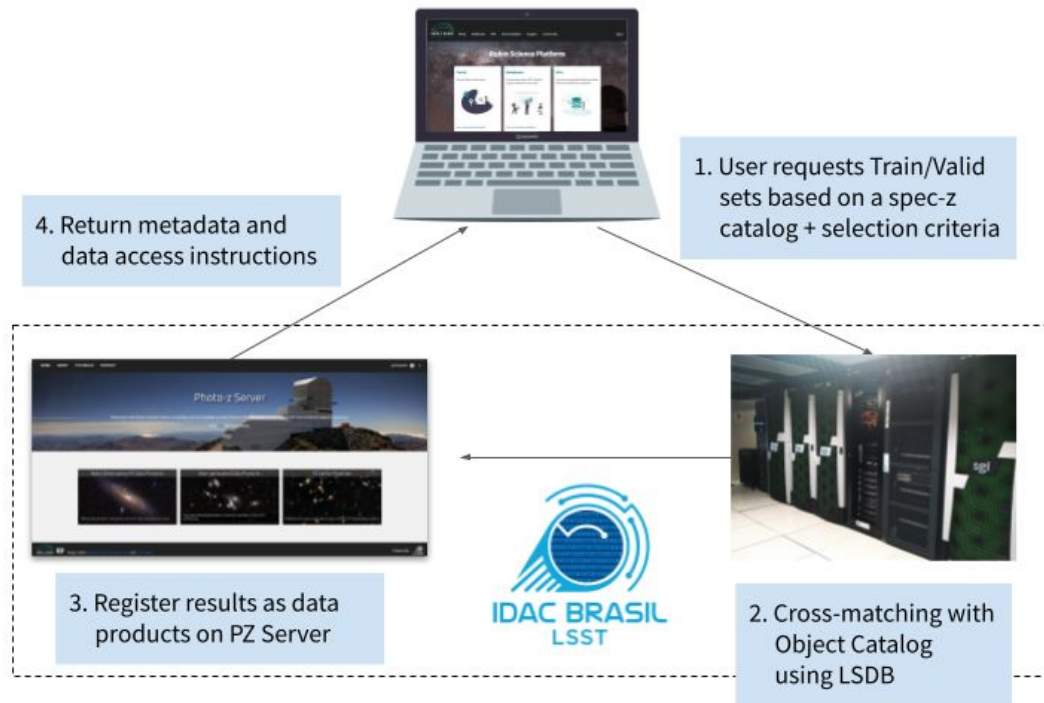 Rubin Science Platform
1. User requests Train/Valid
sets based on a spec-z
catalog + selection criteria
4. Return metadata and
data access instructions
Photo-z Server
sgi
3. Register results as data
products on PZ Server
IDAC BRASIL
LSST
2. Cross-matching with
Object Catalog
using LSDB